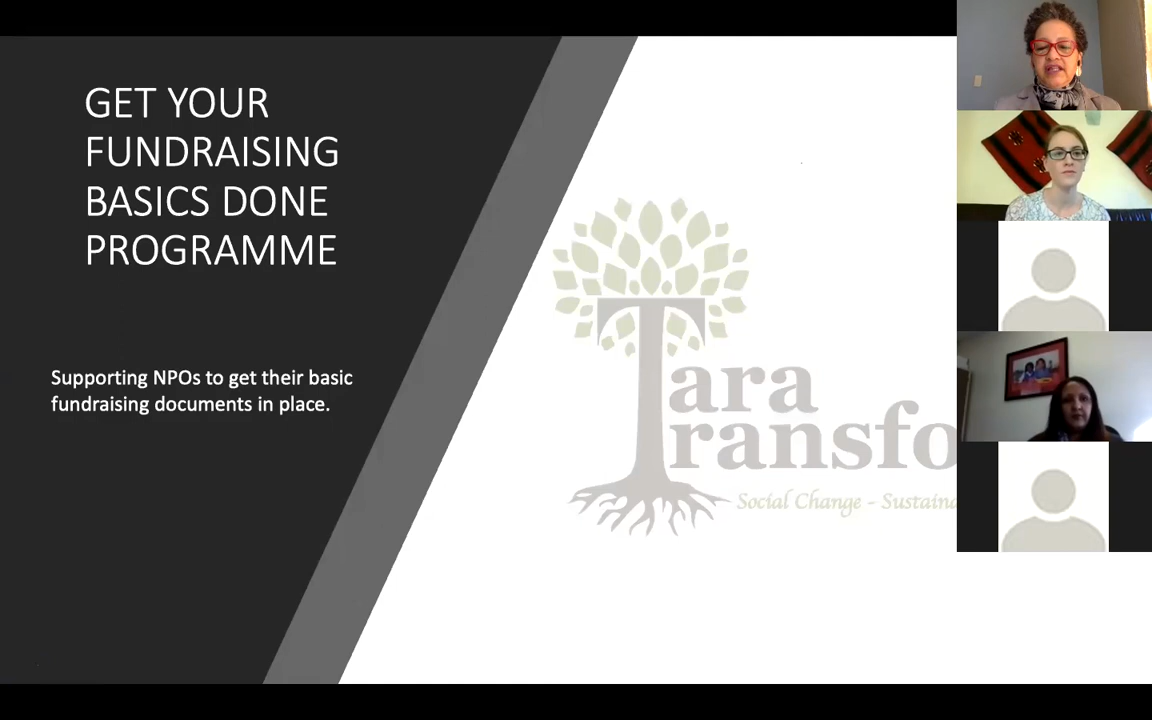 GET YOUR
FUNDRAISING
BASICS DONE
PROGRAMME
Supporting NPOs to get their basic
fundraising documents in place.
Tara
Transfo
Social Change - Sustaina